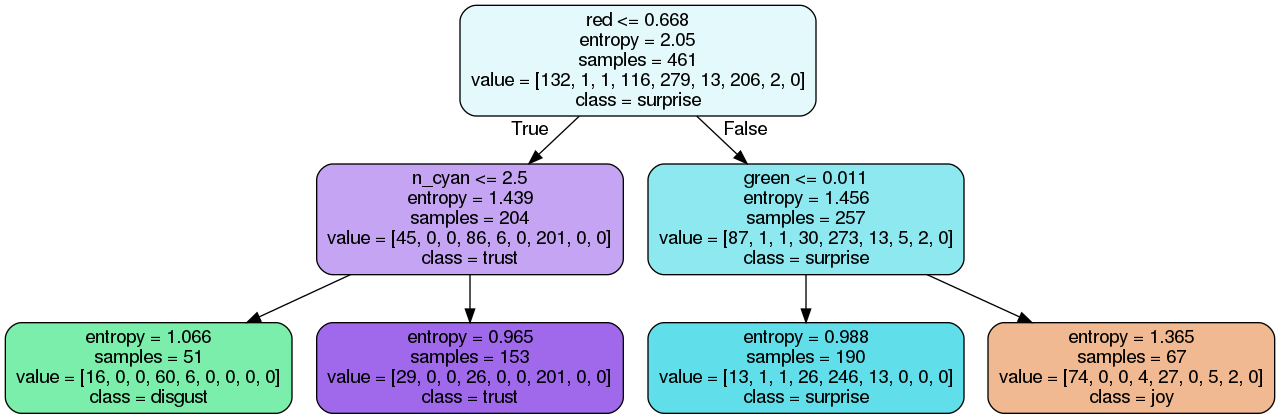 red <= 0.668
entropy = 2.05
samples = 461
value = [132, 1, 1, 116, 279, 13, 206, 2, 0]
class = surprise
True
False
n_cyan <= 2.5
entropy = 1.439
samples = 204
value = [45, 0, 0, 86, 6, 0, 201, 0, 0]
class = trust
green <= 0.011
entropy = 1.456
samples = 257
value = [87, 1, 1, 30, 273, 13, 5, 2, 0]
class = surprise
entropy = 1.066
samples = 51
value = [16, 0, 0, 60, 6, 0, 0, 0, 0]
class = disgust
entropy = 0.965
samples = 153
value = [29, 0, 0, 26, 0, 0, 201, 0, 0]
class = trust
entropy = 0.988
samples = 190
value = [13, 1, 1, 26, 246, 13, 0, 0, 0]
class = surprise
entropy = 1.365
samples = 67
value = [74, 0, 0, 4, 27, 0, 5, 2, 0]
class = joy